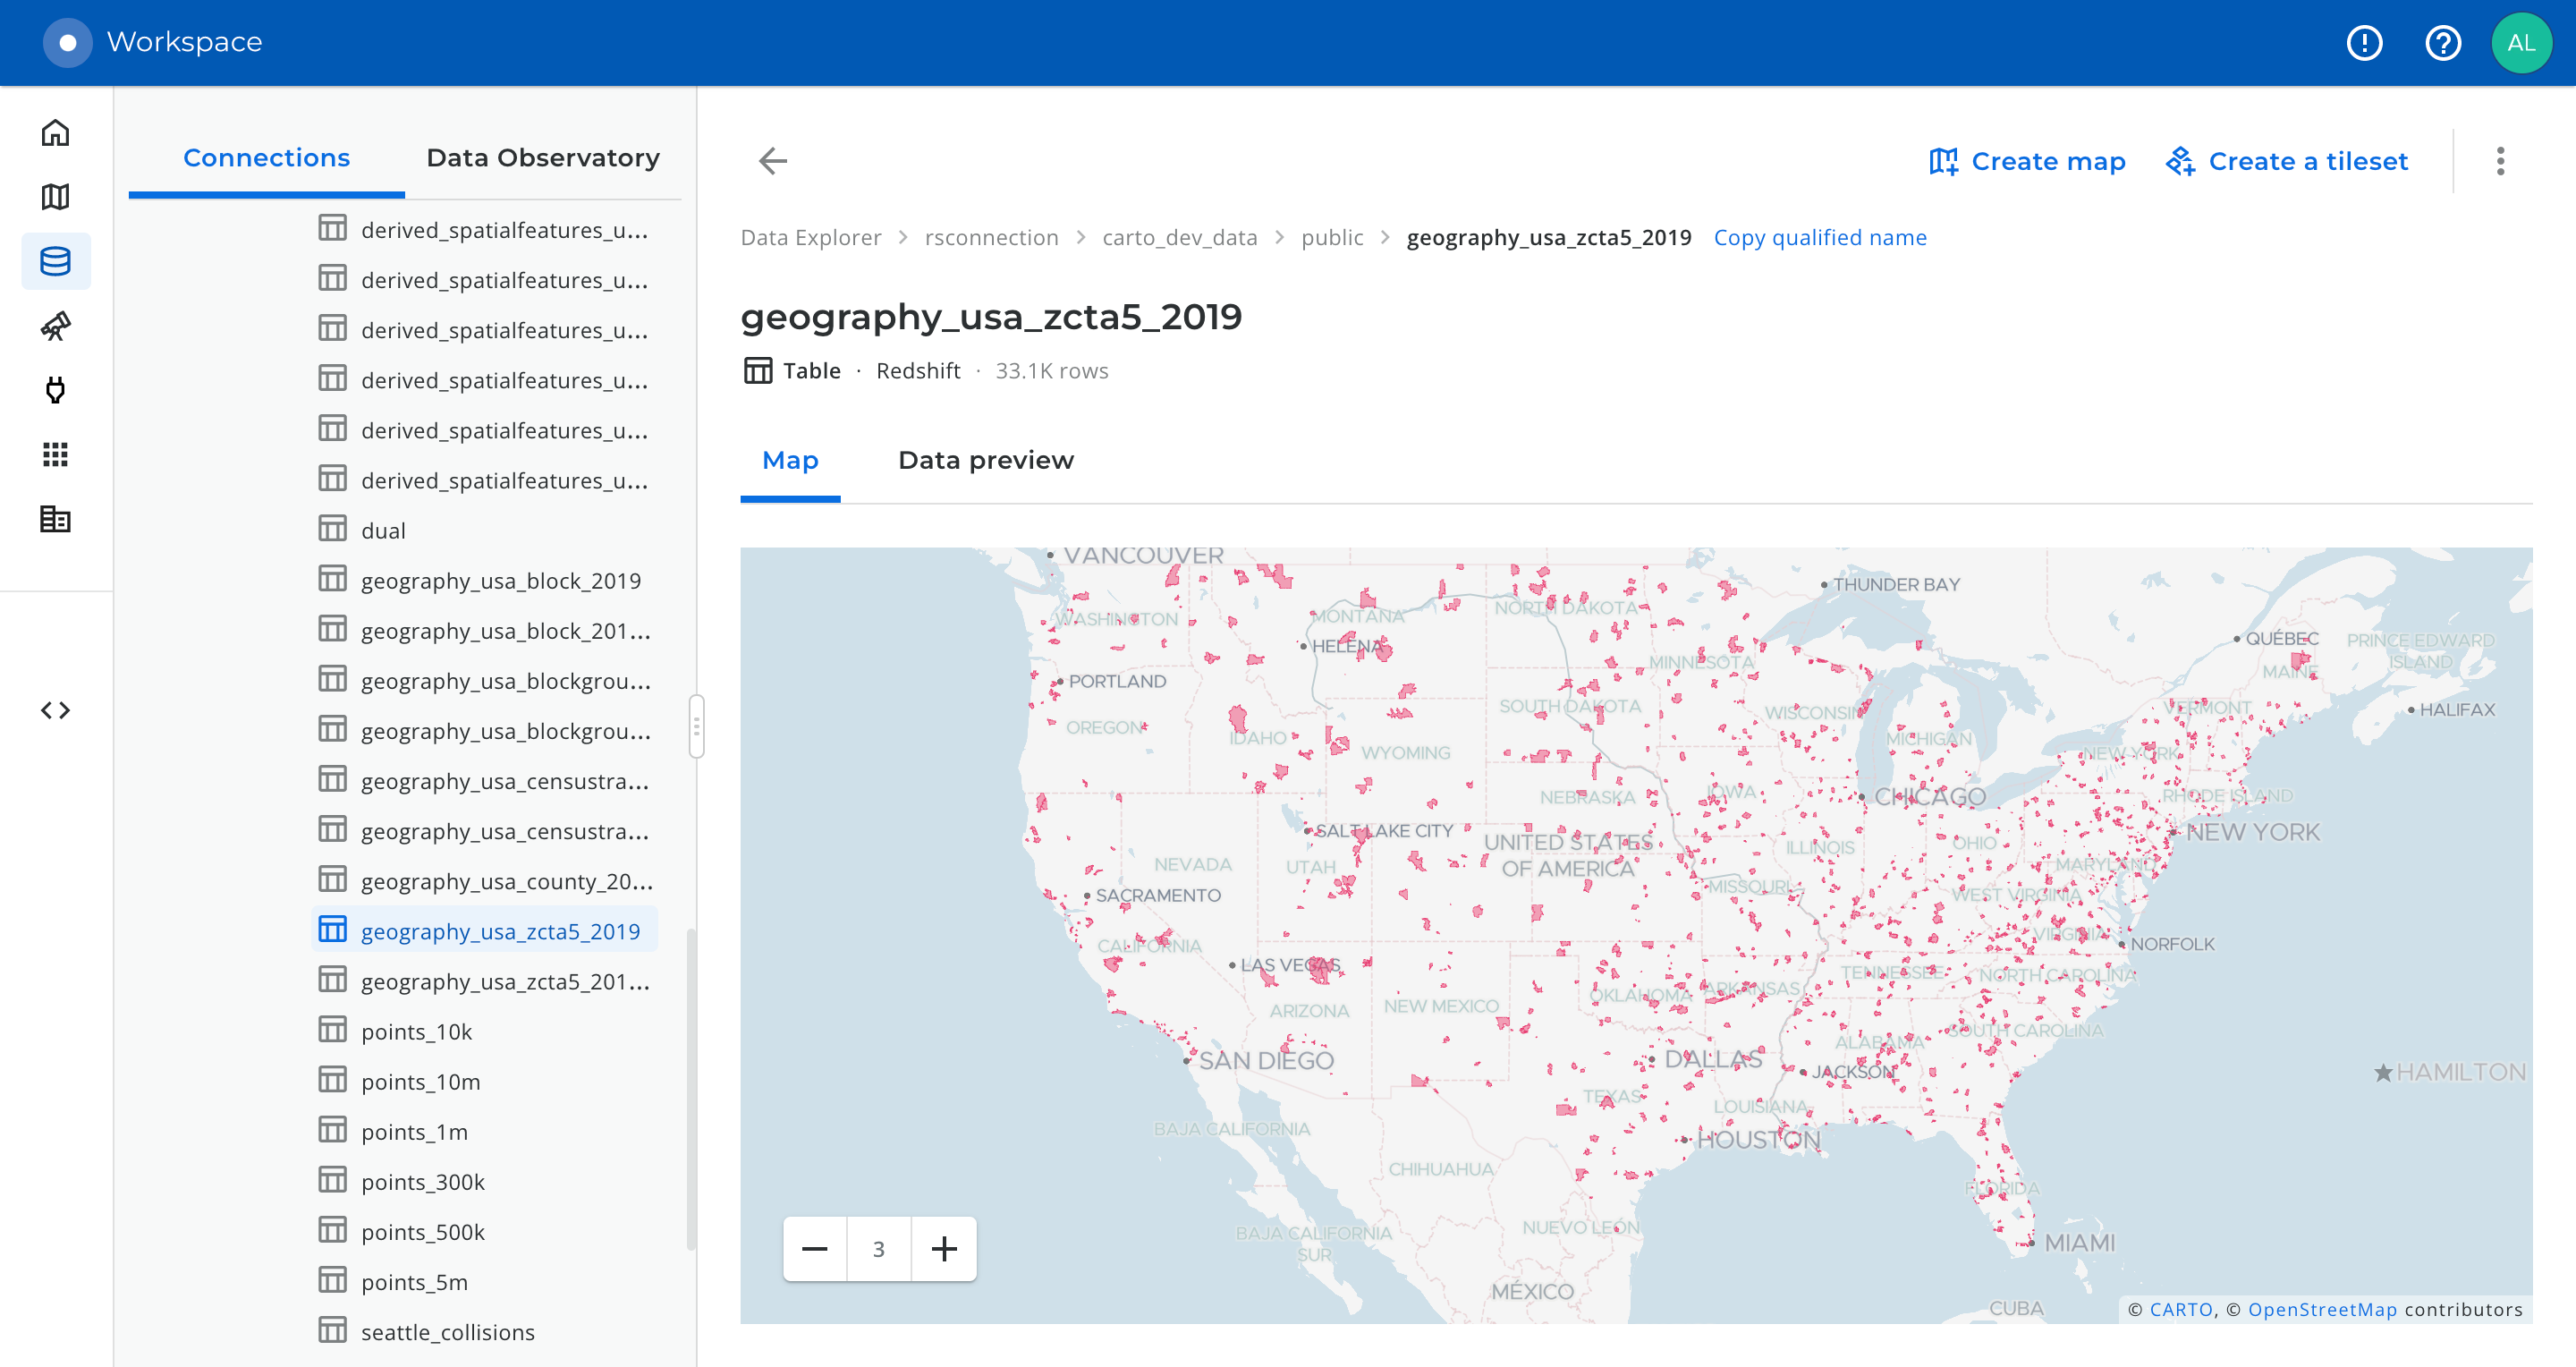 Workspace
AL
Connections
Data Observatory
derived_spatialfeatures_u...
derived_spatialfeatures_u...
derived_spatialfeatures_u...
derived_spatialfeatures_u...
derived_spatialfeatures_u...
derived_spatialfeatures_u...
dual
geography_usa_block_2019
geography_usa_block_201...
geography_usa_blockgrou...
geography_usa_blockgrou...
geography_usa_censustra...
geography_usa_censustra...
geography_usa_county_20...
geography_usa_zcta5_2019
geography_usa_zcta5_201...
points_10k
points_10m
points_1m
points_300k
points_500k
points_5m
seattle_collisions
Create map
Create a tileset
Data Explorer > rsconnection > carto_dev_data > public > geography_usa_zcta5_2019 Copy qualified name
geography_usa_zcta5_2019
Table · Redshift · 33.1K rows
Map
Data preview
VANCOUVER
THUNDER BAY
WASHINGTON
MONTANA
NORTH DAKOTA
HELENA
QUÉBEC
PRINCE EDWARD
ISLAND
MINNESOTA
MAINE
PORTLAND
SOUTH DAKOTA
WISCONSIN
VERMONT
HALIFAX
OREGON
IDAHO
WYOMING
MICHIGAN
NEW YORK
NEBRASKA
IOWA
CHICAGO
RHODE ISLAND
SALT LAKE CITY
UNITED STATES
OF AMERICA
NEW YORK
NEVADA
UTAH
ILLINOIS
OHIO
MARYLAND
SACRAMENTO
MISSOURI
WEST VIRGINIA
CALIFORNIA
VIRGINIA
NORFOLK
LAS VEGAS
TENNESSEE
NORTH CAROLINA
ARIZONA
NEW MEXICO
OKLAHOMA
ARKANSAS
SOUTH CAROLINA
ALABAMA
SAN DIEGO
DALLAS
JACKSON
HAMILTON
TEXAS
LOUISIANA
BAJA CALIFORNIA
HOUSTON
CHIHUAHUA
FLORIDA
NUEVO LEÓN
BAJA CALIFORNIA
SUR
MIAMI
3
MÉXICO
CUBA
© CARTO, © OpenStreetMap contributors